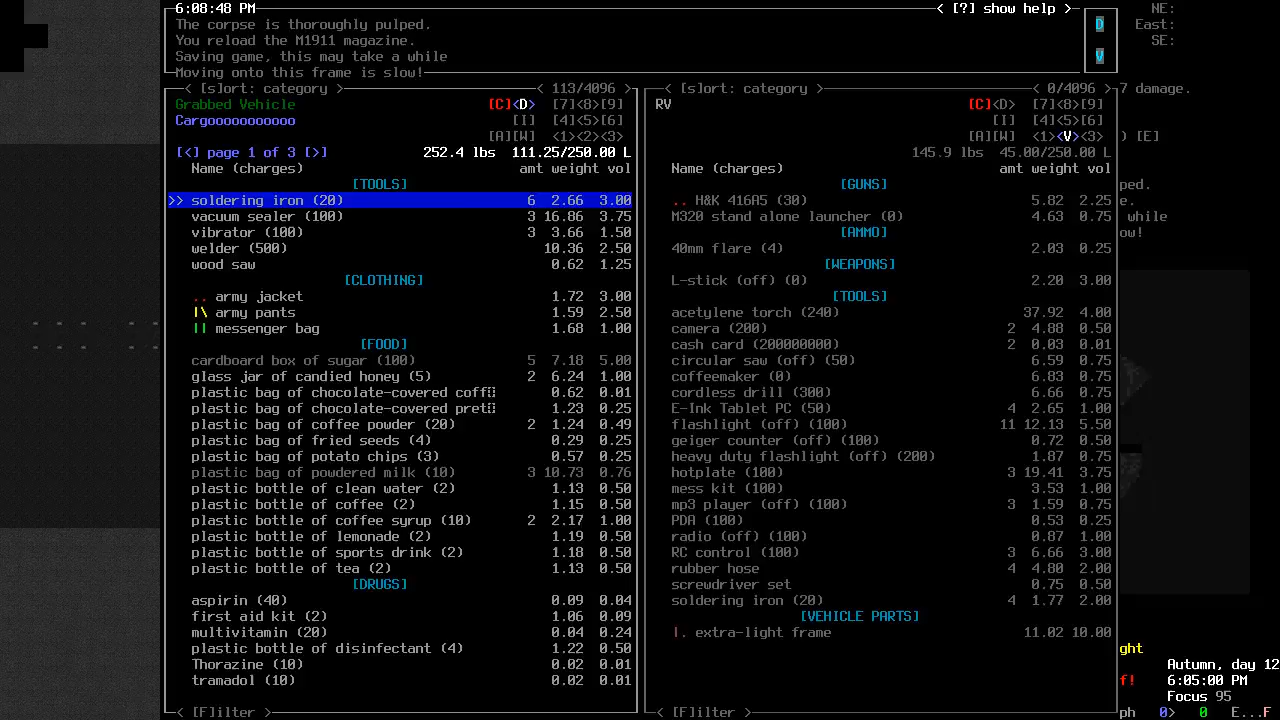 6:08:48 PM < [?] show help >
The corpse is thoroughly pulped.
You reload the M1911 magazine.
Saving game, this may take a while
Moving onto this frame is slow!
D
V
NE:
East:
SE:
7 damage.
) [E]
ped.
e.
while
ow!
< [s]ort: category > < 113/4096 >
Grabbed Vehicle [C]<D> [7]<8>[9]
Cargooooooooooo [I] [4]<5>[6]
[A][W] <1><2><3>
[<] page 1 of 3 [>] 252.4 lbs 111.25/250.00 L
Name (charges) amt weight vol
[TOOLS]
>> soldering iron (20) 6 2.66 3.00
vacuum sealer (100) 3 16.86 3.75
vibrator (100) 3 3.66 1.50
welder (500) 10.36 2.50
wood saw 0.62 1.25
[CLOTHING]
.. army jacket 1.72 3.00
|\ army pants 1.59 2.50
|| messenger bag 1.68 1.00
[FOOD]
cardboard box of sugar (100) 5 7.18 5.00
glass jar of candied honey (5) 2 6.24 1.00
plastic bag of chocolate-covered coff 0.62 0.01
plastic bag of chocolate-covered pret 1.23 0.25
plastic bag of coffee powder (20) 2 1.24 0.49
plastic bag of fried seeds (4) 0.29 0.25
plastic bag of potato chips (3) 0.57 0.25
plastic bag of powdered milk (10) 3 10.73 0.76
plastic bottle of clean water (2) 1.13 0.50
plastic bottle of coffee (2) 1.15 0.50
plastic bottle of coffee syrup (10) 2 2.17 1.00
plastic bottle of lemonade (2) 1.19 0.50
plastic bottle of sports drink (2) 1.18 0.50
plastic bottle of tea (2) 1.13 0.50
[DRUGS]
aspirin (40) 0.09 0.04
first aid kit (2) 1.06 0.09
multivitamin (20) 0.04 0.24
plastic bottle of disinfectant (4) 1.22 0.50
Thorazine (10) 0.02 0.01
tramadol (10) 0.02 0.01
< [F]ilter >
< [s]ort: category > < 0/4096 >
RV [C]<D> [7]<8>[9]
[I] [4]<5>[6]
[A][W] <1><V><3>
145.9 lbs 45.00/250.00 L
Name (charges) amt weight vol
[GUNS]
.. H&K 416A5 (30) 5.82 2.25
M320 stand alone launcher (0) 4.63 0.75
[AMMO]
40mm flare (4) 2.03 0.25
[WEAPONS]
L-stick (off) (0) 2.20 3.00
[TOOLS]
acetylene torch (240) 37.92 4.00
camera (200) 2 4.88 0.50
cash card (200000000) 2 0.03 0.01
circular saw (off) (50) 6.59 0.75
coffeemaker (0) 6.83 0.75
cordless drill (300) 6.66 0.75
E-Ink Tablet PC (50) 4 2.65 1.00
flashlight (off) (100) 11 12.13 5.50
geiger counter (off) (100) 0.72 0.50
heavy duty flashlight (off) (200) 1.87 0.75
hotplate (100) 3 19.41 3.75
mess kit (100) 3.53 1.00
mp3 player (off) (100) 3 1.59 0.75
PDA (100) 0.53 0.25
radio (off) (100) 0.87 1.00
RC control (100) 3 6.66 3.00
rubber hose 4 4.80 2.00
screwdriver set 0.75 0.50
soldering iron (20) 4 1.77 2.00
[VEHICLE PARTS]
|. extra-light frame 11.02 10.00
< [F]ilter >
ght
Autumn, day 12
f! 6:05:00 PM
Focus 95
ph 0> 0 E...F